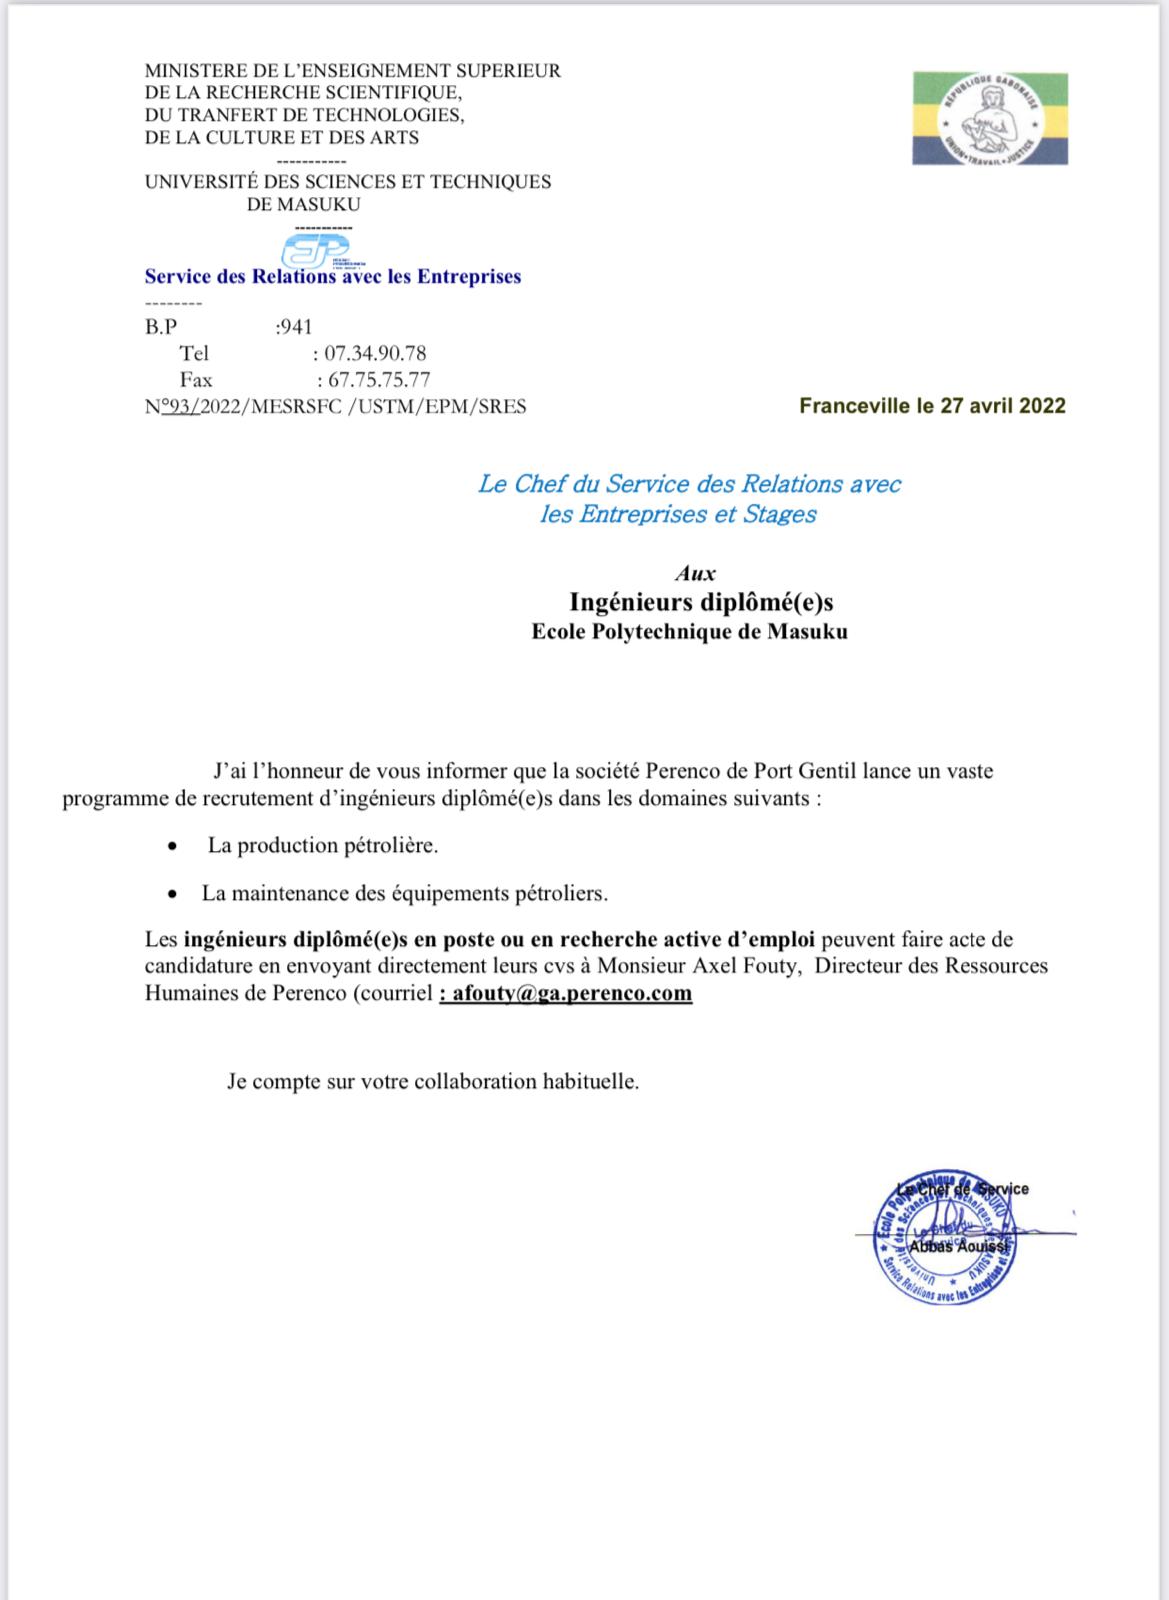 MINISTERE DE L'ENSEIGNEMENT SUPERIEUR
DE LA RECHERCHE SCIENTIFIQUE,
DU TRANFERT DE TECHNOLOGIES,
DE LA CULTURE ET DES ARTS
-----------
UNIVERSITÉ DES SCIENCES ET TECHNIQUES
DE MASUKU
-----------
EP
RÉPUBLIQUE GABONAISE
UNION•TRAVAIL•JUSTICE
Service des Relations avec les Entreprises
--------
B.P :941
Tel : 07.34.90.78
Fax : 67.75.75.77
N°93/2022/MESRSFC /USTM/EPM/SRES
Franceville le 27 avril 2022
Le Chef du Service des Relations avec
les Entreprises et Stages
Aux
Ingénieurs diplômé(e)s
Ecole Polytechnique de Masuku
J'ai l'honneur de vous informer que la société Perenco de Port Gentil lance un vaste
programme de recrutement d'ingénieurs diplômé(e)s dans les domaines suivants :
• La production pétrolière.
• La maintenance des équipements pétroliers.
Les ingénieurs diplômé(e)s en poste ou en recherche active d'emploi peuvent faire acte de
candidature en envoyant directement leurs cvs à Monsieur Axel Fouty, Directeur des Ressources
Humaines de Perenco (courriel : afouty@ga.perenco.com
Je compte sur votre collaboration habituelle.
Le Chef de Service
Abbas Aouissi
Ecole Polytechnique de MASUKU
Service Relations avec les Entreprises et
Université des Sciences et Techniques de MASUKU
Le Chef du
Service